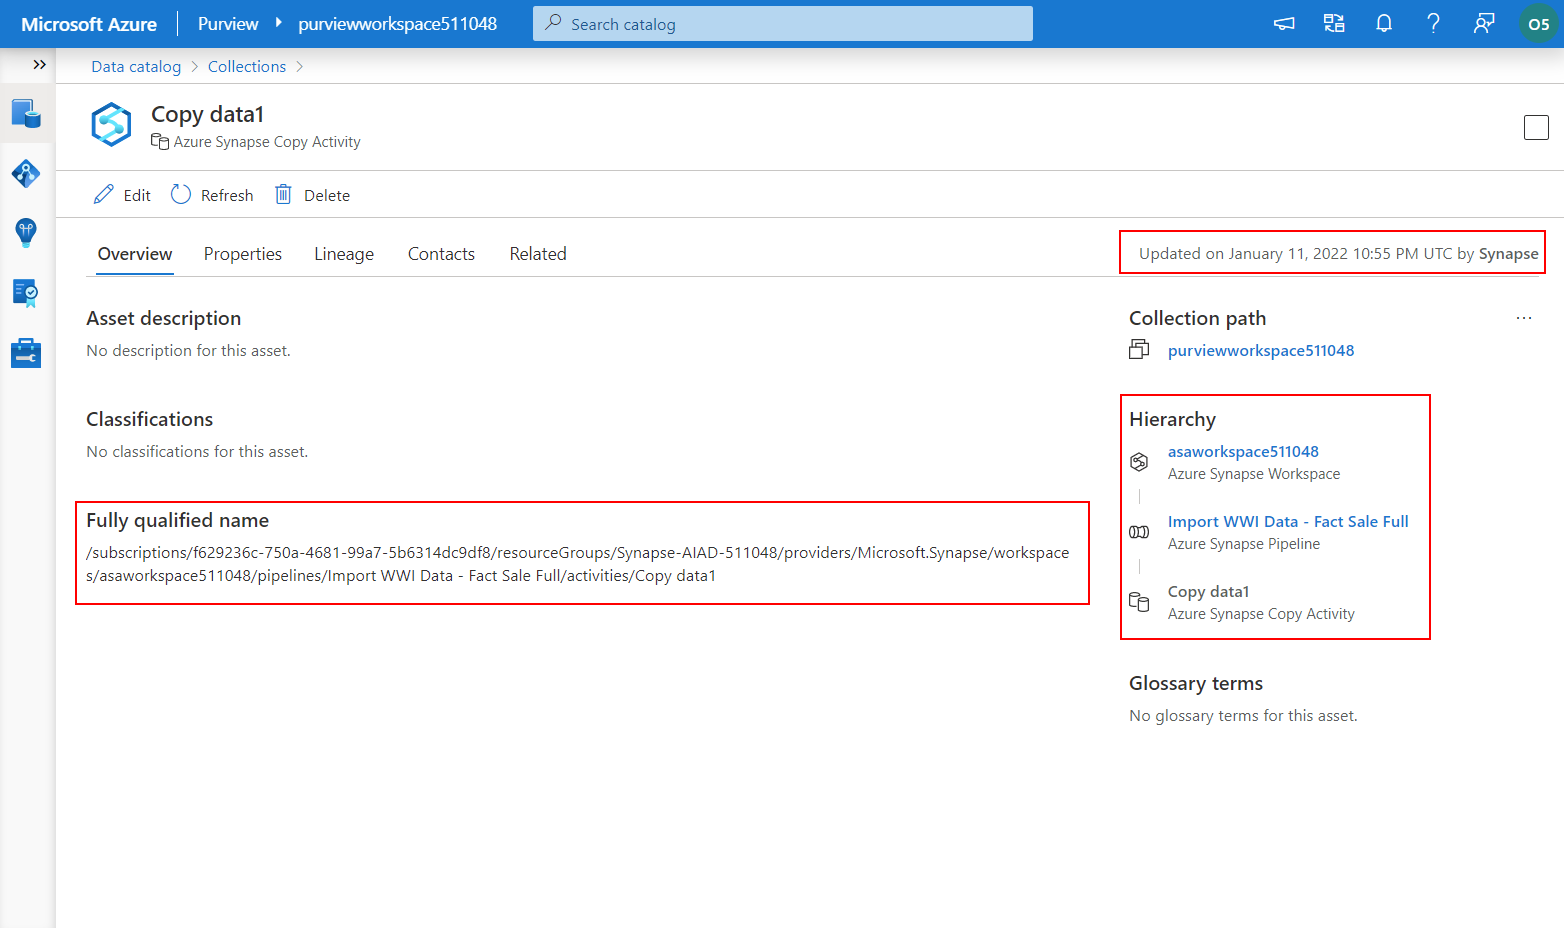 Microsoft Azure Purview purviewworkspace511048 Search catalog ? O5
Data catalog Collections
Copy data1
Azure Synapse Copy Activity
Edit Refresh Delete
Overview Properties Lineage Contacts Related
Updated on January 11, 2022 10:55 PM UTC by Synapse
Asset description
No description for this asset.
Classifications
No classifications for this asset.
Fully qualified name
/subscriptions/f629236c-750a-4681-99a7-5b6314dc9df8/resourceGroups/Synapse-AIAD-511048/providers/Microsoft.Synapse/workspace
s/asaworkspace511048/pipelines/Import WWI Data - Fact Sale Full/activities/Copy data1
Collection path ...
purviewworkspace511048
Hierarchy
asaworkspace511048
Azure Synapse Workspace
Import WWI Data - Fact Sale Full
Azure Synapse Pipeline
Copy data1
Azure Synapse Copy Activity
Glossary terms
No glossary terms for this asset.